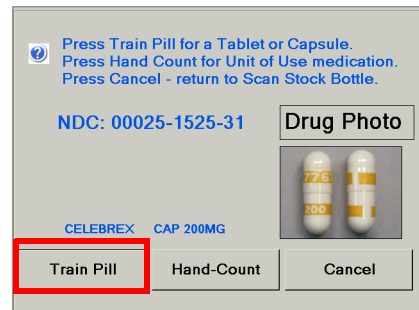 Press Train Pill for a Tablet or Capsule.
Press Hand Count for Unit of Use medication.
Press Cancel - return to Scan Stock Bottle.
NDC: 00025-1525-31
Drug Photo
7767
200
CELEBREX CAP 200MG
Train Pill
Hand-Count
Cancel